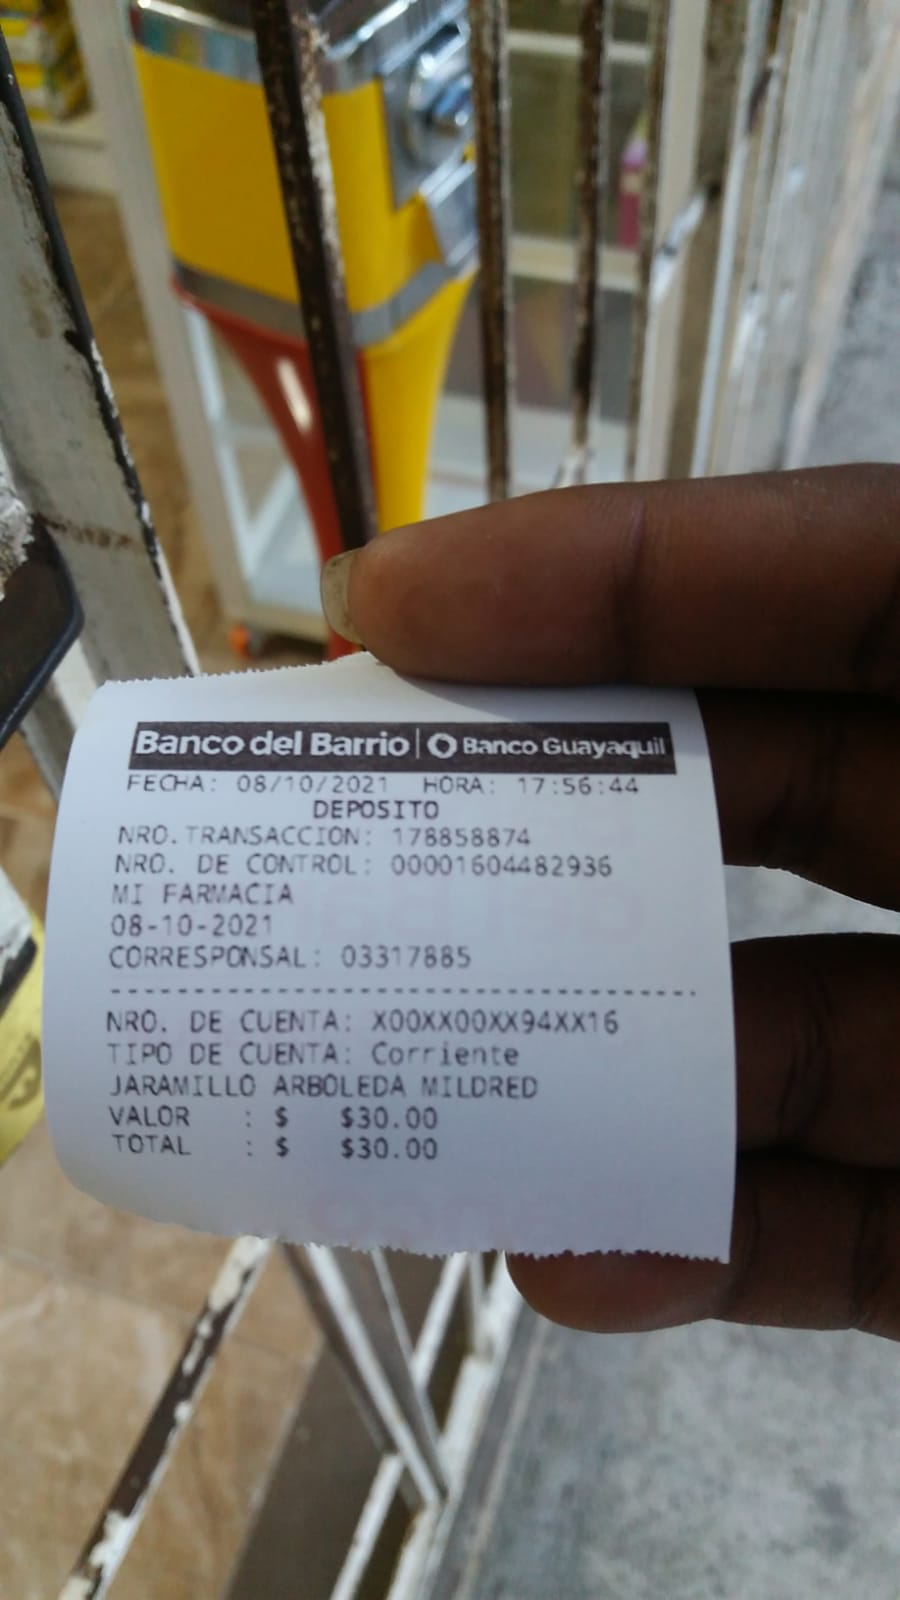 Banco del Barrio | Banco Guayaquil
FECHA: 08/10/2021 HORA: 17:56:44
DEPOSITO
NRO.TRANSACCION: 178858874
NRO. DE CONTROL: 00001604482936
MI FARMACIA
08-10-2021
CORRESPONSAL: 03317885
------------------------------------------
NRO. DE CUENTA: X00XX00XX94XX16
TIPO DE CUENTA: Corriente
JARAMILLO ARBOLEDA MILDRED
VALOR : $ $30.00
TOTAL : $ $30.00